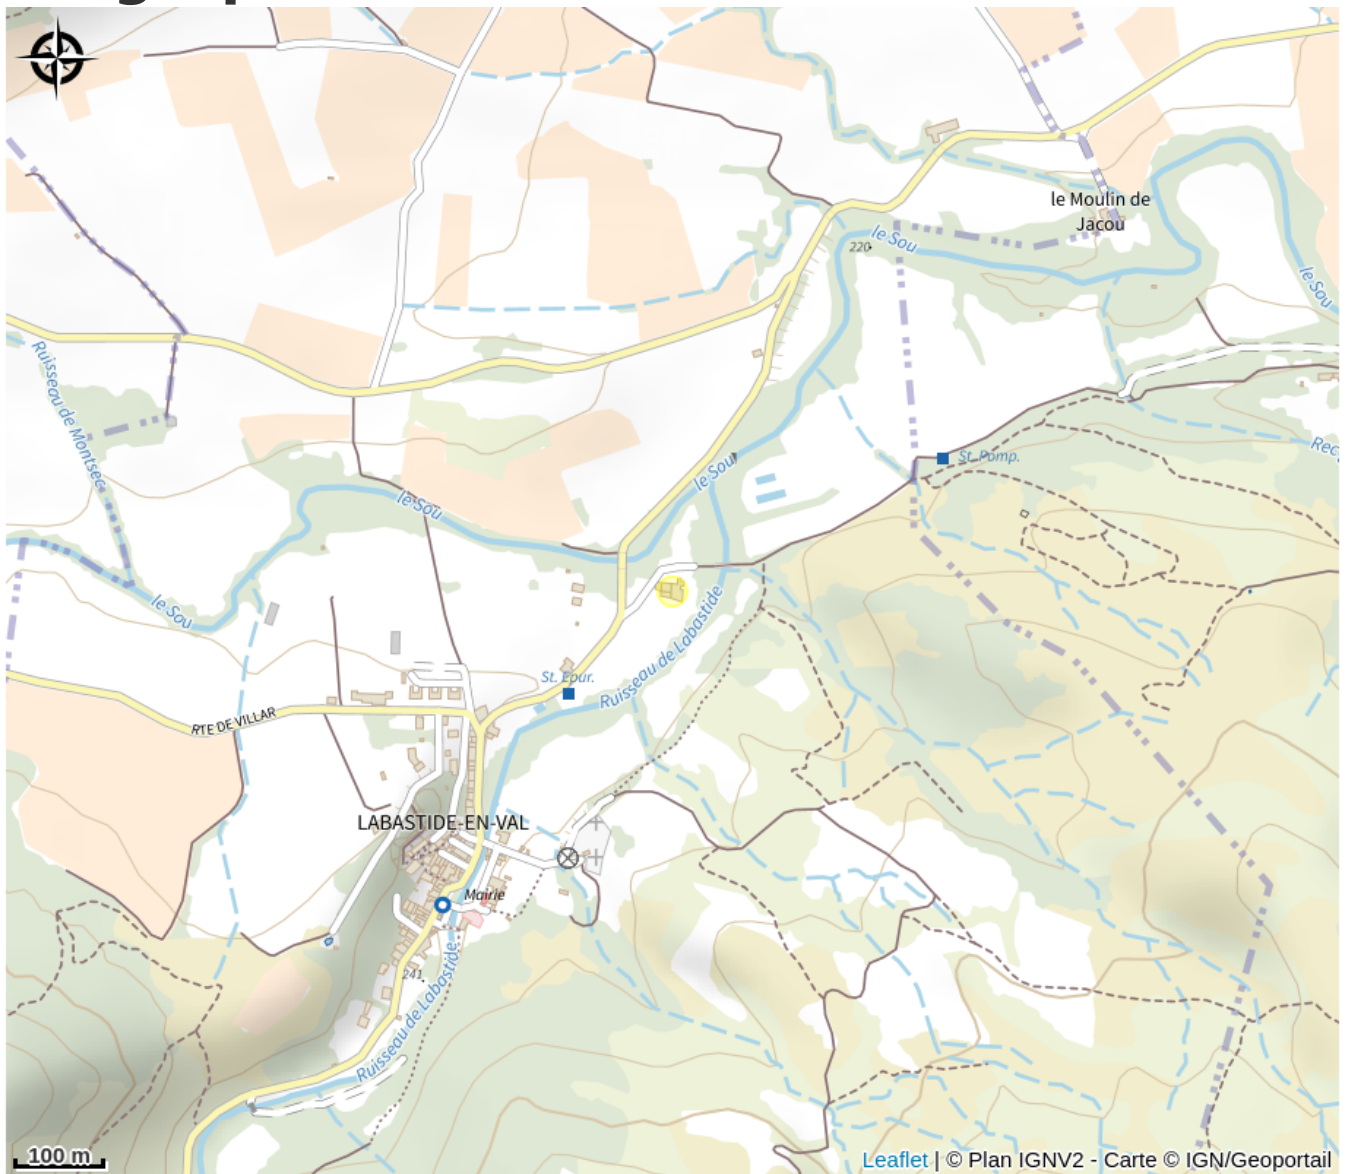 le Moulin de
Jacou
le Sou
220
le Sou
Ruisseau de Montsec
St. Pomp.
le Sou
le Sou
le Sou
Ruisseau de Labastide
St. Epur.
RTE DE VILLAR
LABASTIDE-EN-VAL
Mairie
241
Ruisseau de Labastide
100 m
Leaflet | © Plan IGNV2 - Carte © IGN/Geoportail